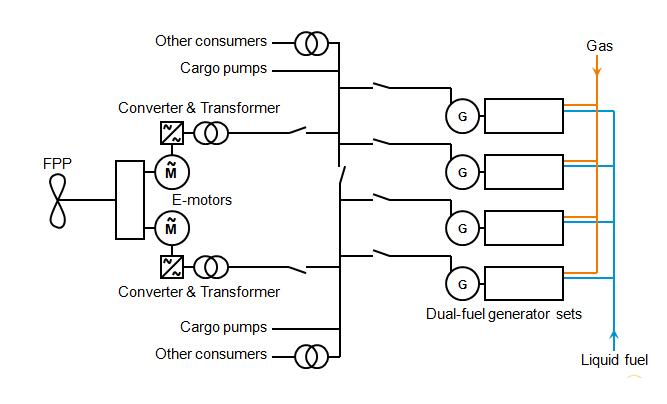 Other consumers
Cargo pumps
Gas
Converter & Transformer
G
FPP
M
G
E-motors
M
G
Converter & Transformer
G
Dual-fuel generator sets
Cargo pumps
Other consumers
Liquid fuel